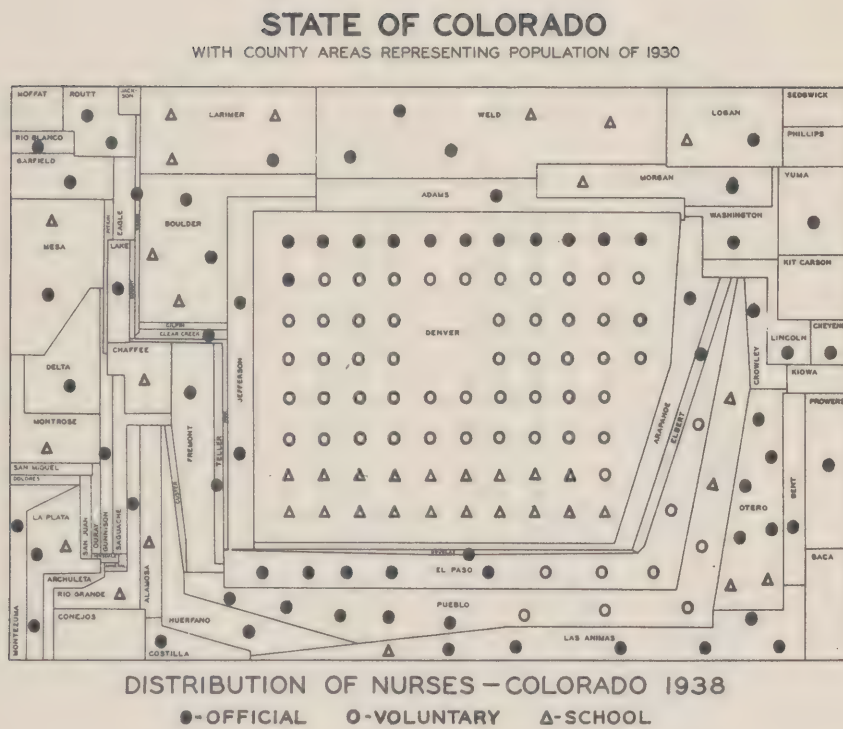 STATE OF COLORADO
WITH COUNTY AREAS REPRESENTING POPULATION OF 1930
MOFFAT
ROUTT
JACK-
SON
LARIMER
WELD
LOGAN
SEDGWICK
PHILLIPS
RIO BLANCO
GARFIELD
EAGLE
BOULDER
ADAMS
MORGAN
YUMA
WASHINGTON
MESA
LAKE
KIT CARSON
GILPIN
CLEAR CREEK
DENVER
CHEYENNE
LINCOLN
CHAFFEE
DELTA
JEFFERSON
CROWLEY
KIOWA
MONTROSE
FREMONT
TELLER
ARAPAHOE
ELBERT
PROWERS
SAN MIGUEL
DOLORES
CUSTER
BENT
LA PLATA
SAN JUAN
OURAY
GUNNISON
SAGUACHE
OTERO
DOUGLAS
EL PASO
BACA
ARCHULETA
RIO GRANDE
ALAMOSA
PUEBLO
MONTEZUMA
CONEJOS
HUERFANO
COSTILLA
LAS ANIMAS
DISTRIBUTION OF NURSES—COLORADO 1938
●-OFFICIAL O-VOLUNTARY Δ-SCHOOL